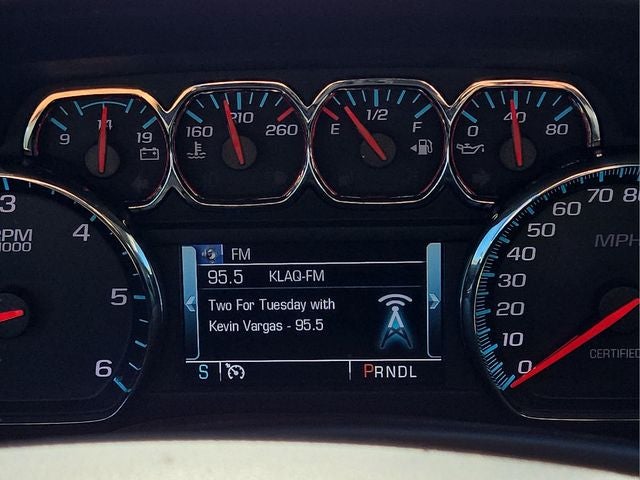 9 14 19
160 210 260
E 1/2 F
0 40 80
3 4 5 6
RPM
1000
FM
95.5 KLAQ-FM
Two For Tuesday with
Kevin Vargas - 95.5
S PRNDL
0 10 20 30 40 50 60 70 80
MPH
CERTIFIED